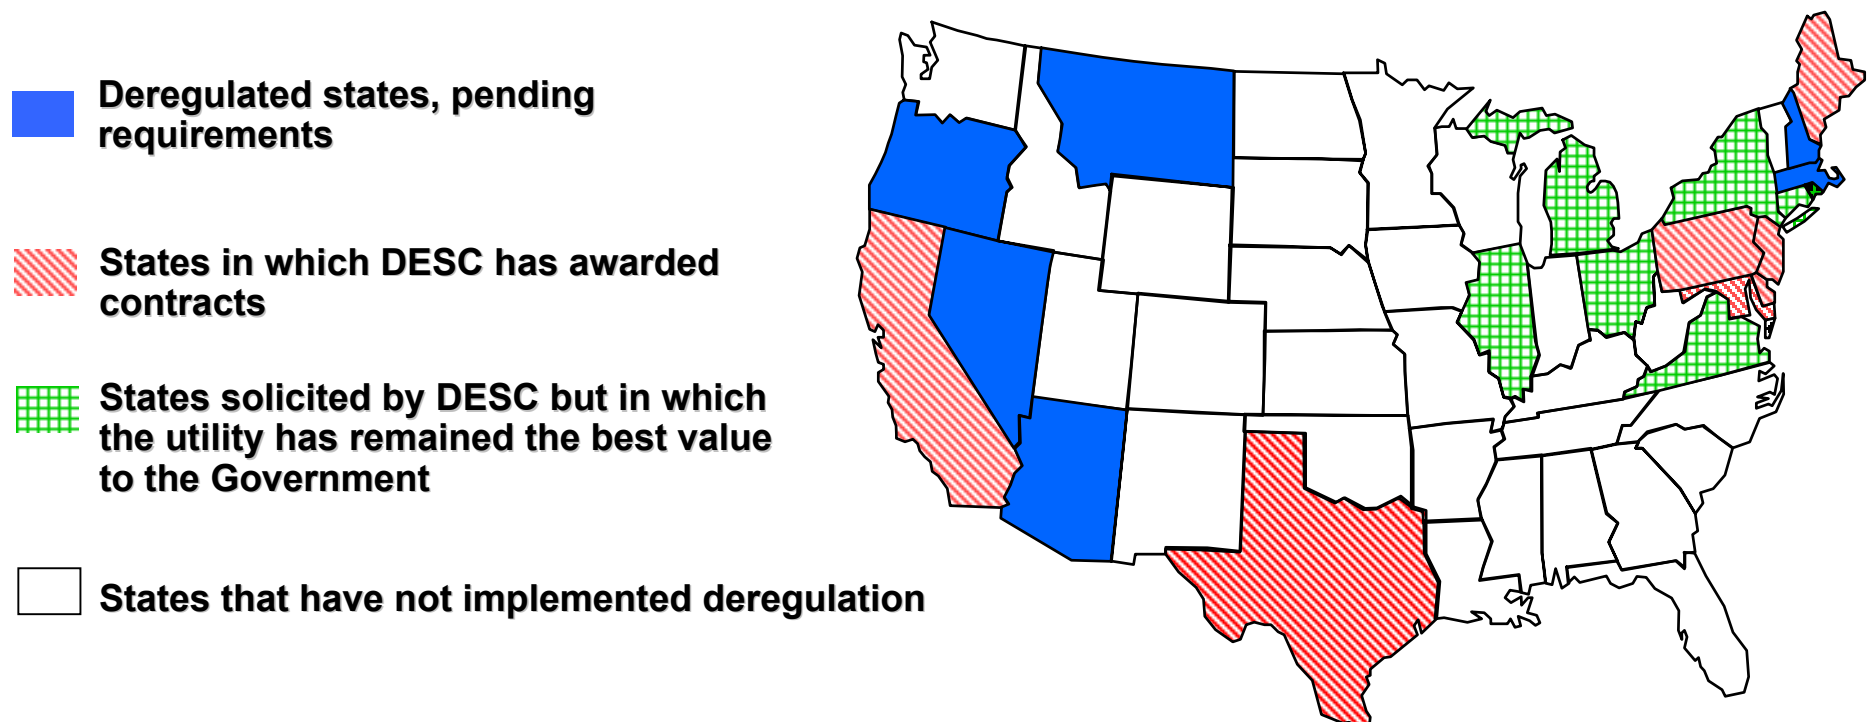 Deregulated states, pending
requirements
States in which DESC has awarded
contracts
States solicited by DESC but in which
the utility has remained the best value
to the Government
States that have not implemented deregulation